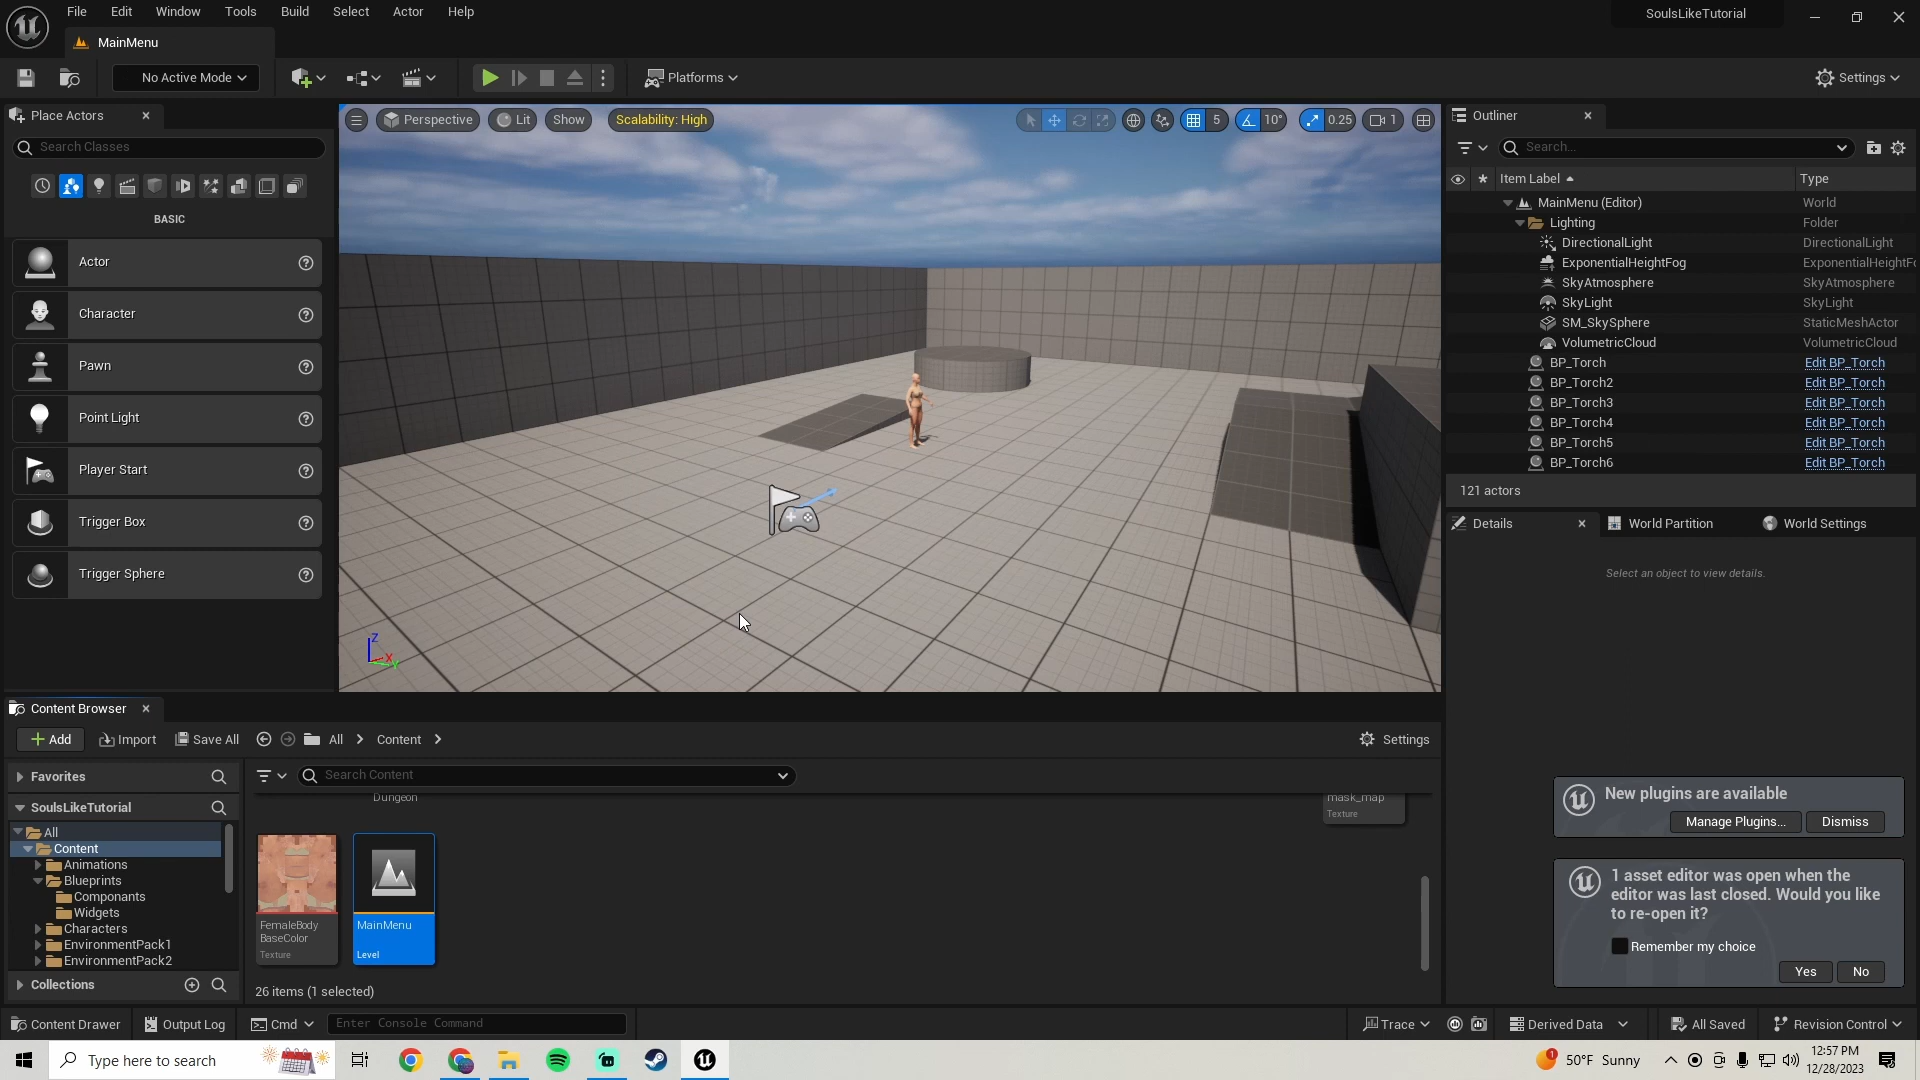 File Edit Window Tools Build Select Actor Help
SoulsLikeTutorial
MainMenu
No Active Mode
Platforms
Settings
Place Actors
Search Classes
BASIC
Actor
Character
Pawn
Point Light
Player Start
Trigger Box
Trigger Sphere
Perspective
Lit
Show
Scalability: High
5
10°
0.25
1
Z
X
Y
Outliner
Search...
Item Label Type
MainMenu (Editor) World
Lighting Folder
DirectionalLight DirectionalLight
ExponentialHeightFog ExponentialHeightFo
SkyAtmosphere SkyAtmosphere
SkyLight SkyLight
SM_SkySphere StaticMeshActor
VolumetricCloud VolumetricCloud
BP_Torch Edit BP_Torch
BP_Torch2 Edit BP_Torch
BP_Torch3 Edit BP_Torch
BP_Torch4 Edit BP_Torch
BP_Torch5 Edit BP_Torch
BP_Torch6 Edit BP_Torch
121 actors
Details World Partition World Settings
Select an object to view details.
New plugins are available
Manage Plugins... Dismiss
1 asset editor was open when the
editor was last closed. Would you like
to re-open it?
Remember my choice
Yes No
Content Browser
Add Import Save All All Content Settings
Favorites
Search Content
SoulsLikeTutorial
All
Content
Animations
Blueprints
Componants
Widgets
Characters
EnvironmentPack1
EnvironmentPack2
Collections
Dungeon
mask_map
Texture
FemaleBody
BaseColor
Texture
MainMenu
Level
26 items (1 selected)
Content Drawer Output Log Cmd Enter Console Command Trace Derived Data All Saved Revision Control
Type here to search
1
50°F Sunny
12:57 PM
12/28/2023